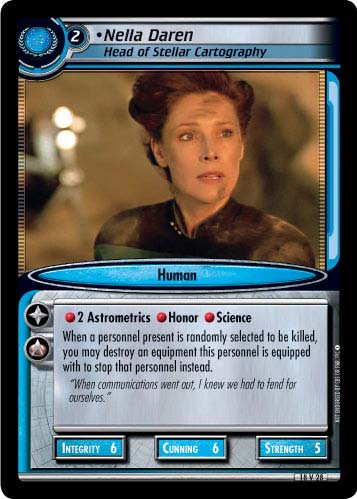 2 •Nella Daren
Head of Stellar Cartography
Human
2 Astrometrics Honor Science
When a personnel present is randomly selected to be killed,
you may destroy an equipment this personnel is equipped
with to stop that personnel instead.
"When communications went out, I knew we had to fend for
ourselves."
INTEGRITY 6 CUNNING 6 STRENGTH 5
18 V 20